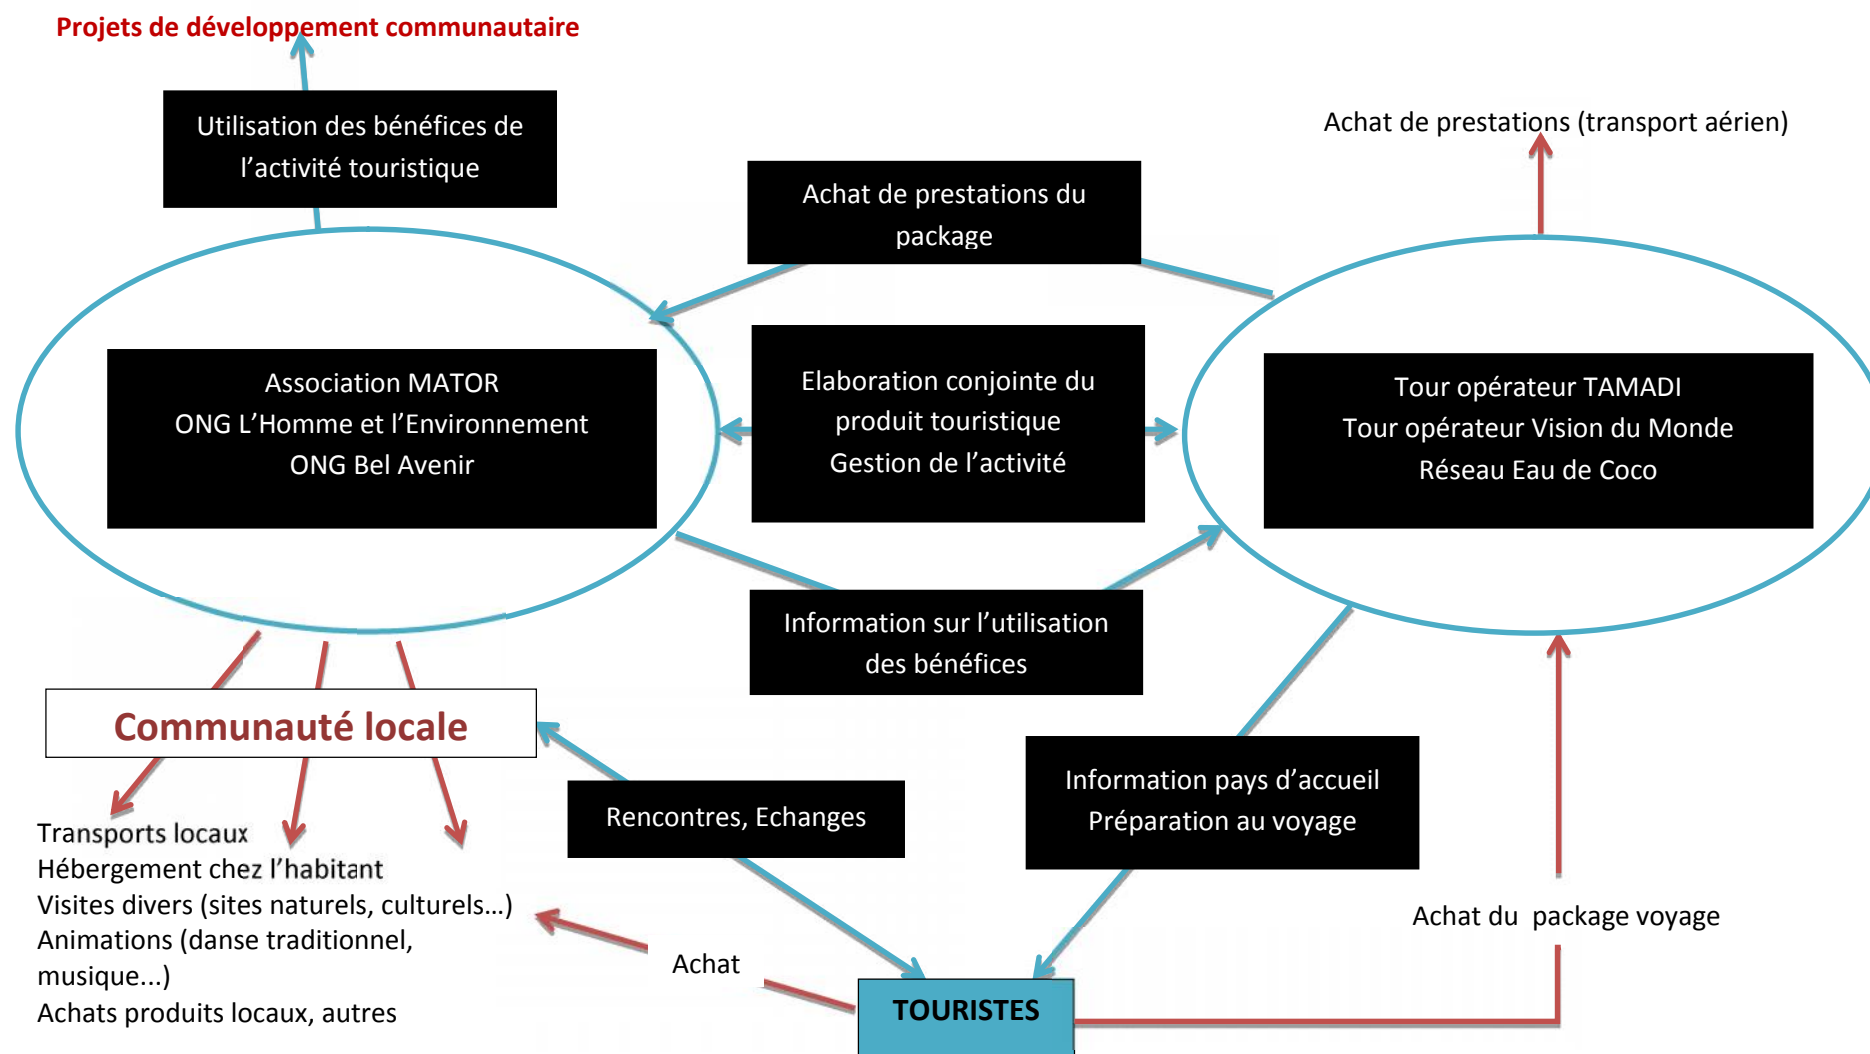 Projets de développement communautaire
Utilisation des bénéfices de
l’activité touristique
Achat de prestations (transport aérien)
Achat de prestations du
package
Association MATOR
ONG L’Homme et l’Environnement
ONG Bel Avenir
Elaboration conjointe du
produit touristique
Gestion de l’activité
Tour opérateur TAMADI
Tour opérateur Vision du Monde
Réseau Eau de Coco
Information sur l’utilisation
des bénéfices
Communauté locale
Rencontres, Echanges
Information pays d’accueil
Préparation au voyage
Transports locaux
Hébergement chez l’habitant
Visites divers (sites naturels, culturels…)
Animations (danse traditionnel,
musique...)
Achats produits locaux, autres
Achat
Achat du  package voyage
TOURISTES